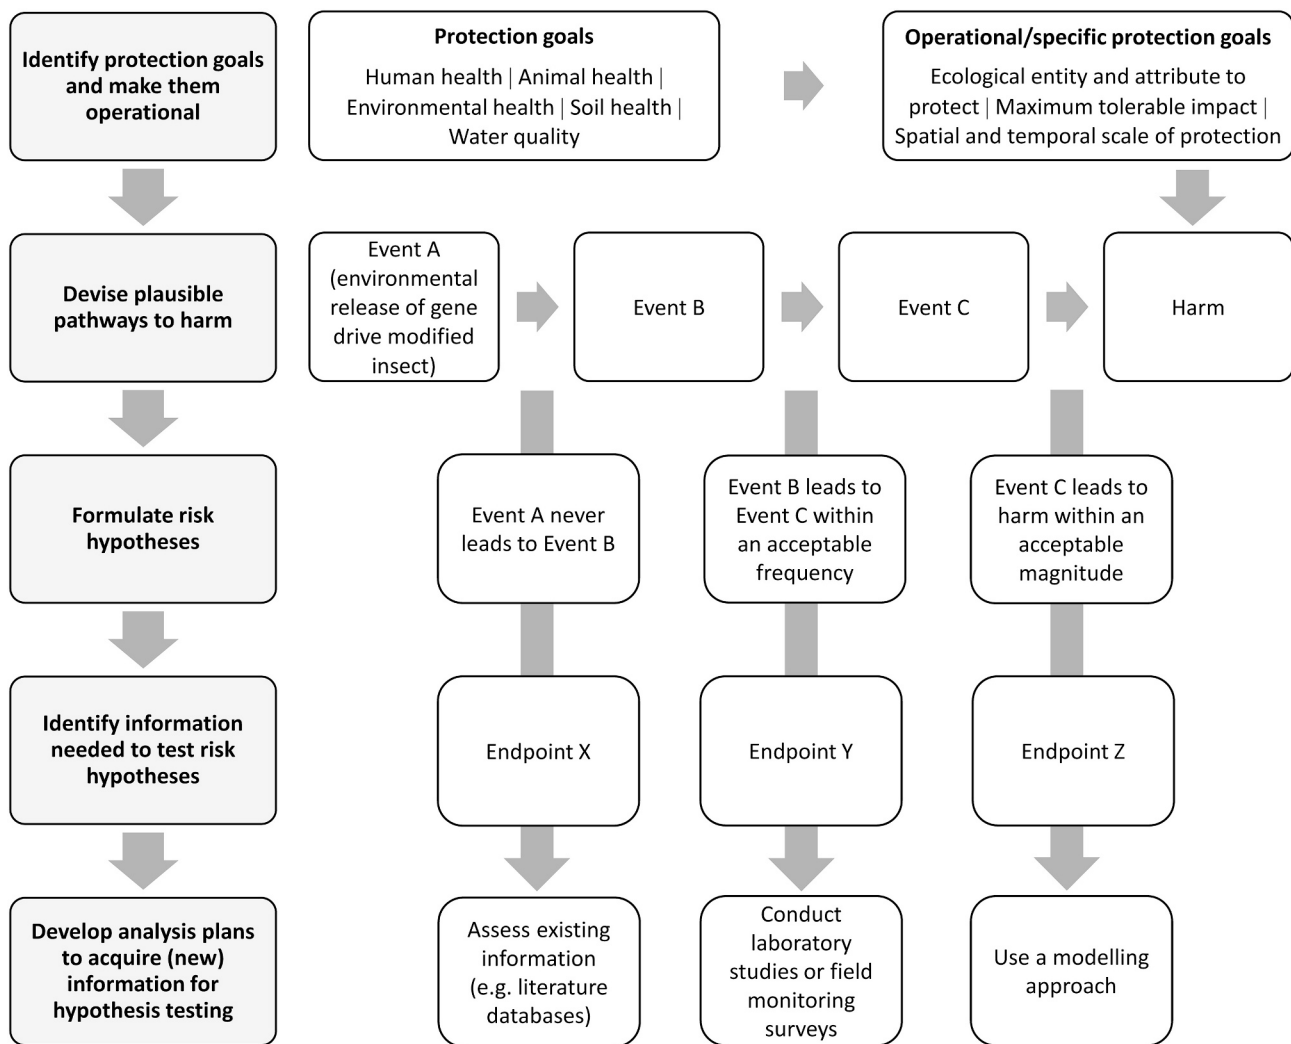 Identify protection goals
and make them
operational
Protection goals
Human health | Animal health |
Environmental health | Soil health |
Water quality
Operational/specific protection goals
Ecological entity and attribute to
protect | Maximum tolerable impact |
Spatial and temporal scale of protection
Devise plausible
pathways to harm
Event A
(environmental
release of gene
drive modified
insect)
Event B
Event C
Harm
Formulate risk
hypotheses
Event A never
leads to Event B
Event B leads to
Event C within
an acceptable
frequency
Event C leads to
harm within an
acceptable
magnitude
Identify information
needed to test risk
hypotheses
Endpoint X
Endpoint Y
Endpoint Z
Develop analysis plans
to acquire (new)
information for
hypothesis testing
Assess existing
information
(e.g. literature
databases)
Conduct
laboratory
studies or field
monitoring
surveys
Use a modelling
approach